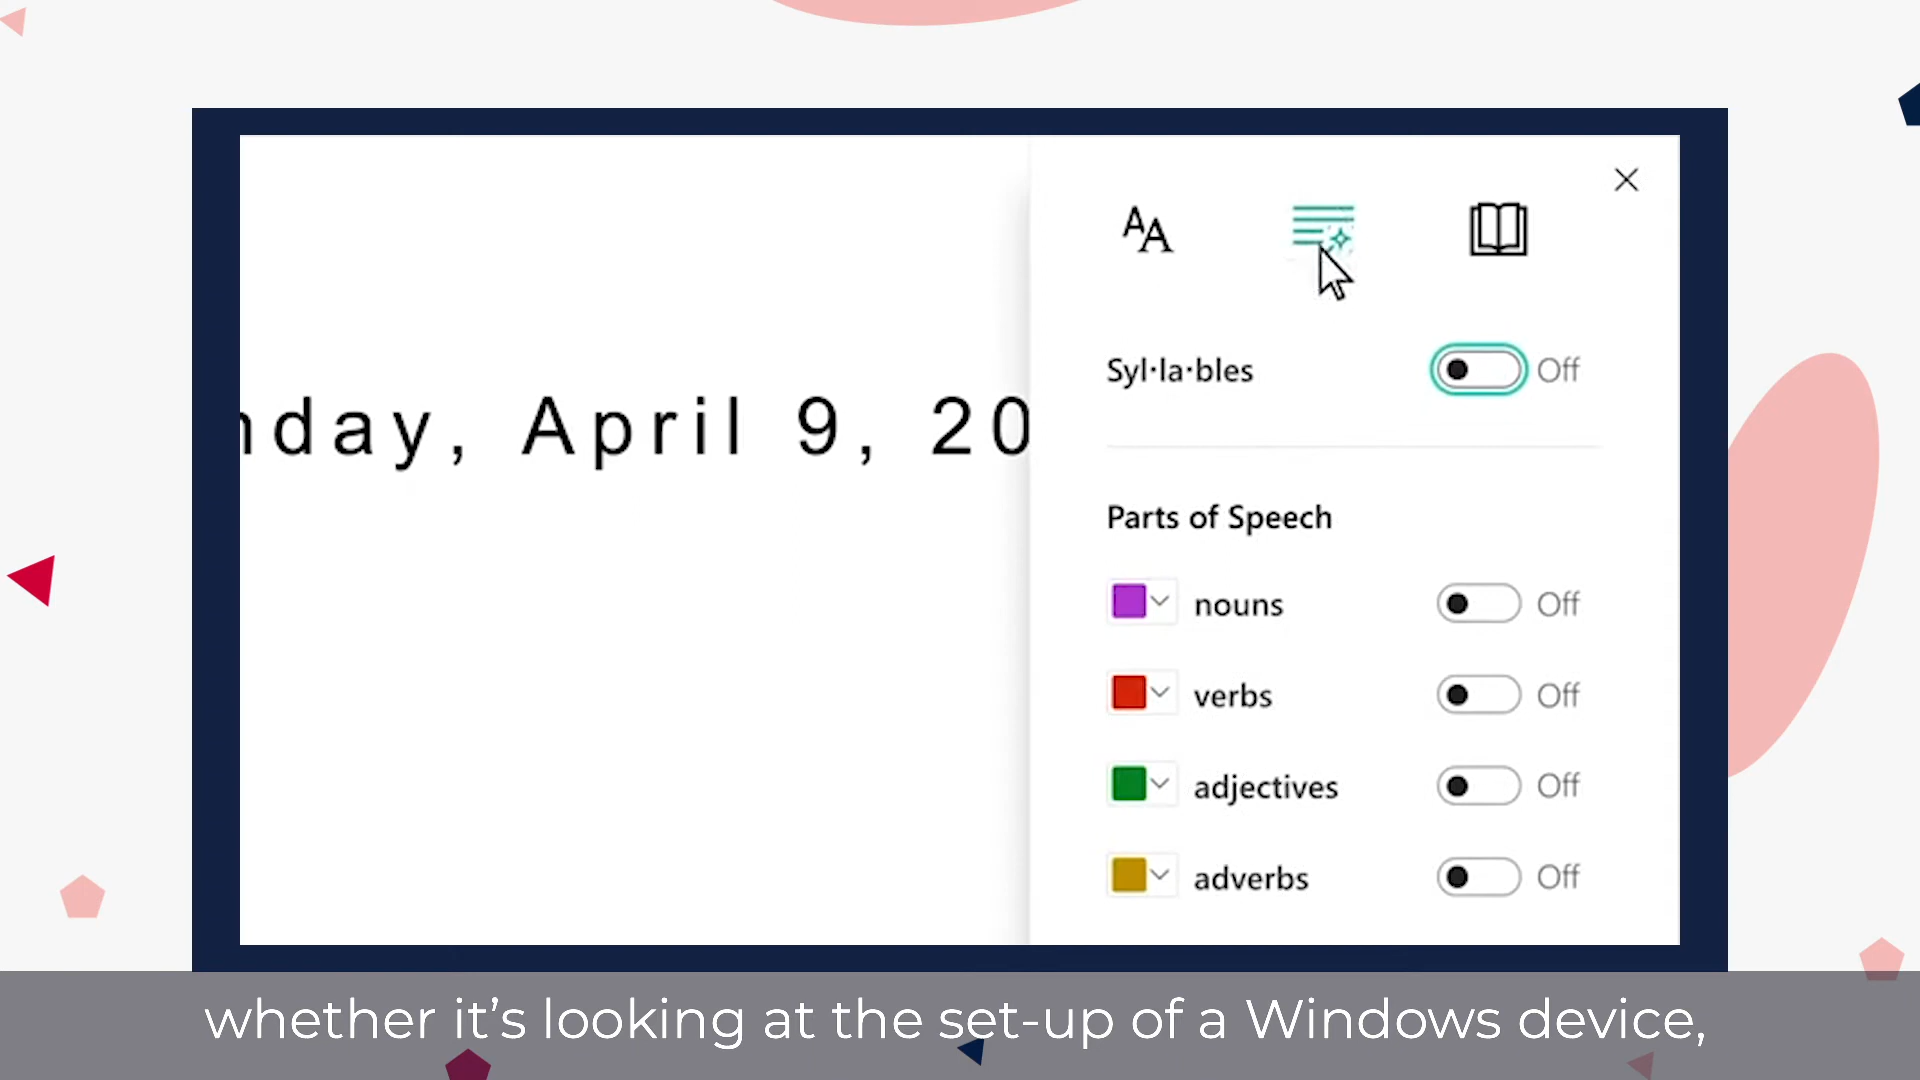 AA
Syl·la·bles Off
nday, April 9, 20
Parts of Speech
nouns Off
verbs Off
adjectives Off
adverbs Off
whether it’s looking at the set-up of a Windows device,